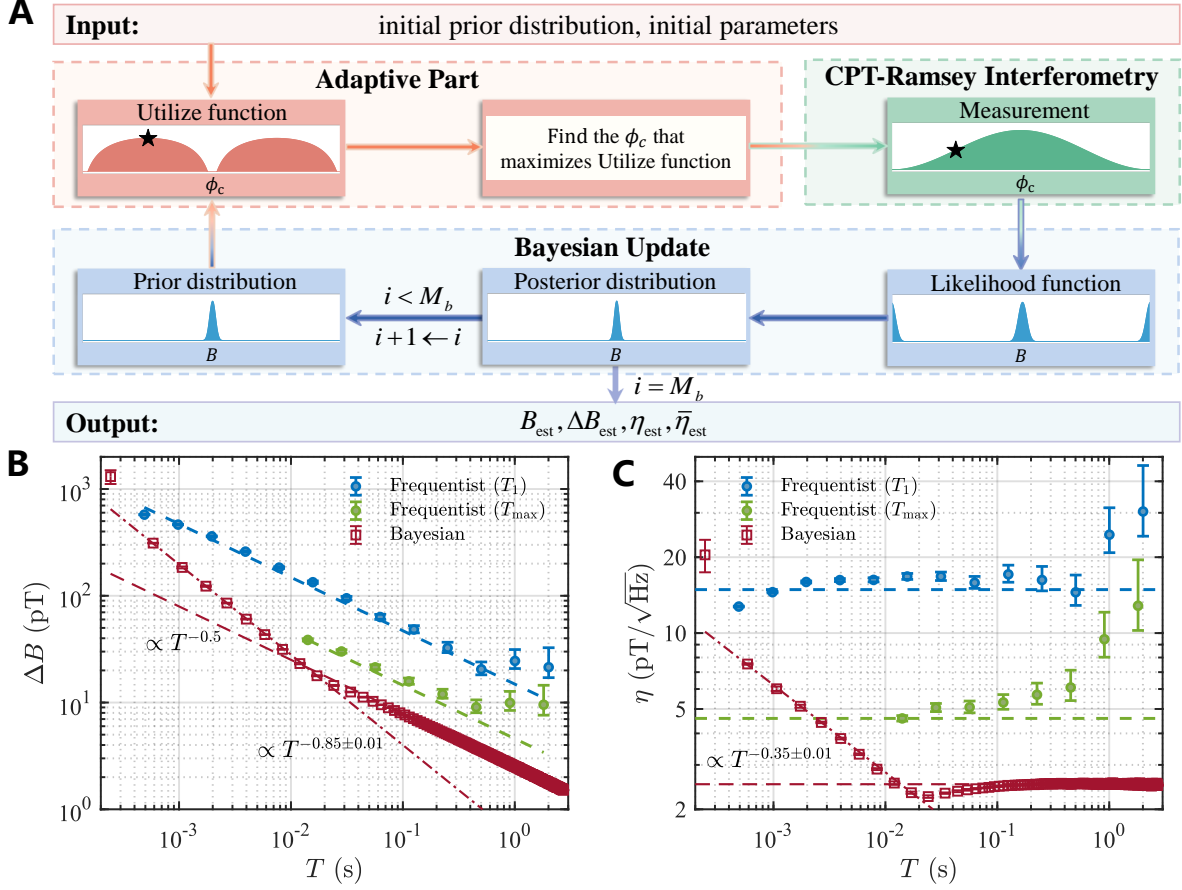 A
Input: initial prior distribution, initial parameters
Adaptive Part
CPT-Ramsey Interferometry
Utilize function
ϕc
Find the ϕc that
maximizes Utilize function
Measurement
ϕc
Bayesian Update
Prior distribution
B
i < Mb
i+1 ← i
Posterior distribution
B
Likelihood function
B
i = Mb
Output: Best, ΔBest, ηest, η̄est
B
10^3
10^2
10^1
10^0
ΔB (pT)
Frequentist (T1)
Frequentist (Tmax)
Bayesian
∝ T^−0.5
∝ T^−0.85±0.01
10^-3
10^-2
10^-1
10^0
T (s)
C
40
20
10
5
2
η (pT/√Hz)
Frequentist (T1)
Frequentist (Tmax)
Bayesian
∝ T^−0.35±0.01
10^-3
10^-2
10^-1
10^0
T (s)